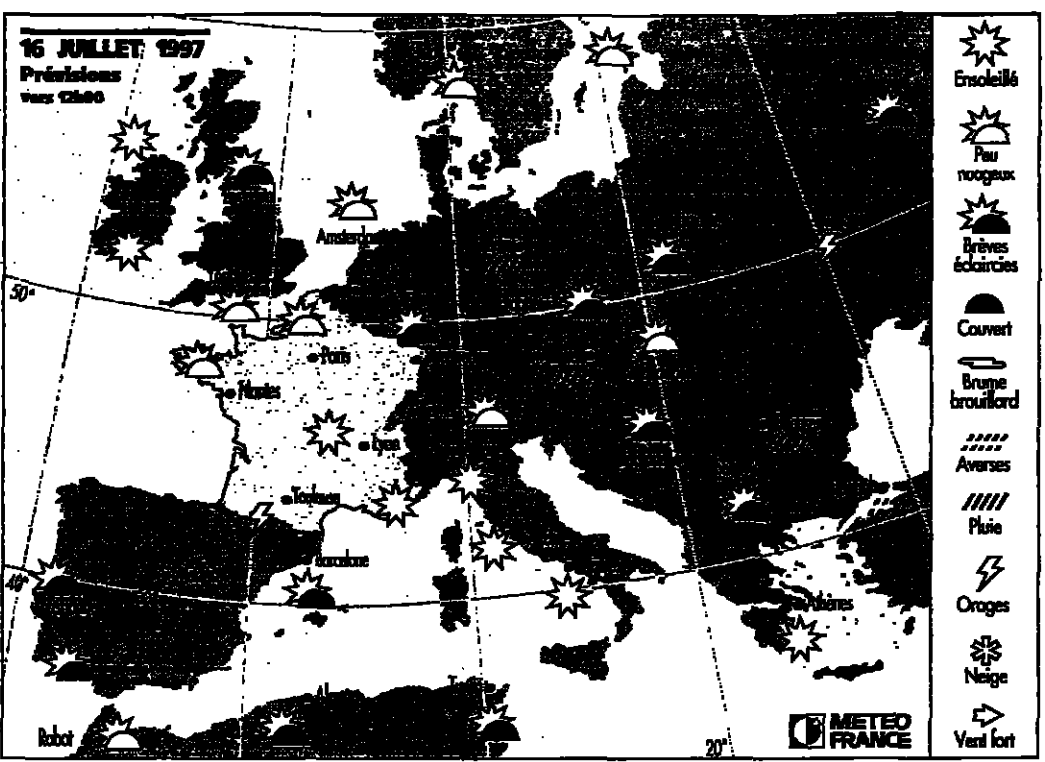 16 JUILLET 1997
Prévisions
vers 12h00
Amsterdam
50°
Paris
Nantes
Lyon
Toulouse
Barcelone
40°
Athènes
Rabat
20°
METEO
FRANCE
Ensoleillé
Peu
nuageux
Brèves
éclaircies
Couvert
Brume
brouillard
Averses
Pluie
Orages
Neige
Vent fort